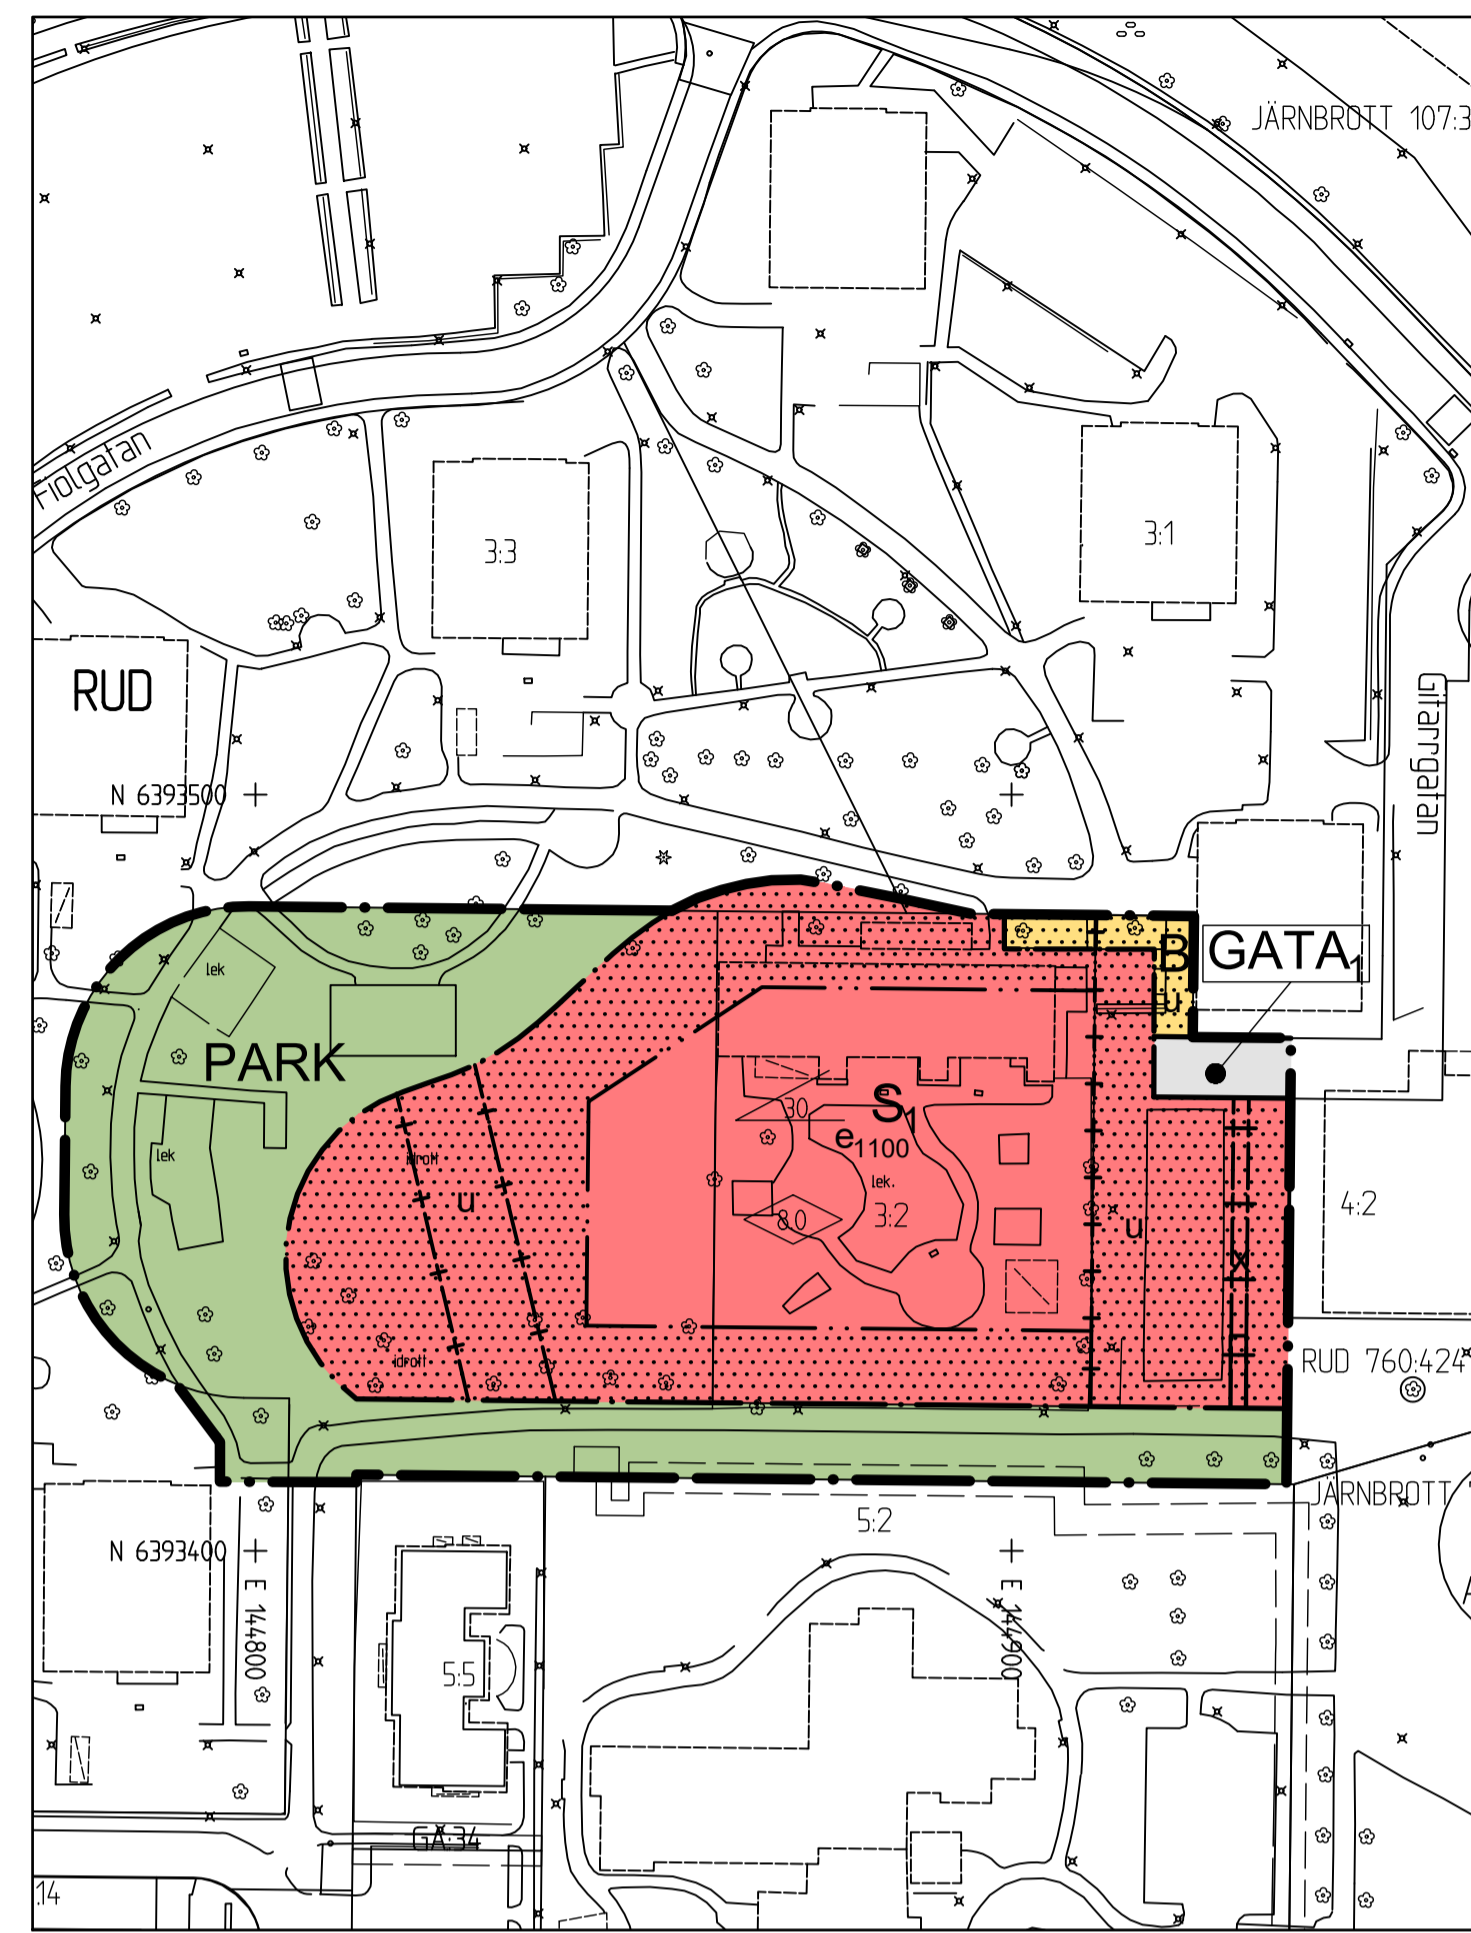 JÄRNBROTT 107:3
Fiolgatan
3:3
3:1
RUD
Gitarrgatan
N 6393500
B
GATA1
lek
u
PARK
S1
30
e1100
lek
idrott
lek.
u
8.0
3:2
u
4:2
x
idrott
RUD 760:424
JÄRNBROTT
5:2
N 6393400
E 144800
E 144900
5:5
GA:34
:14